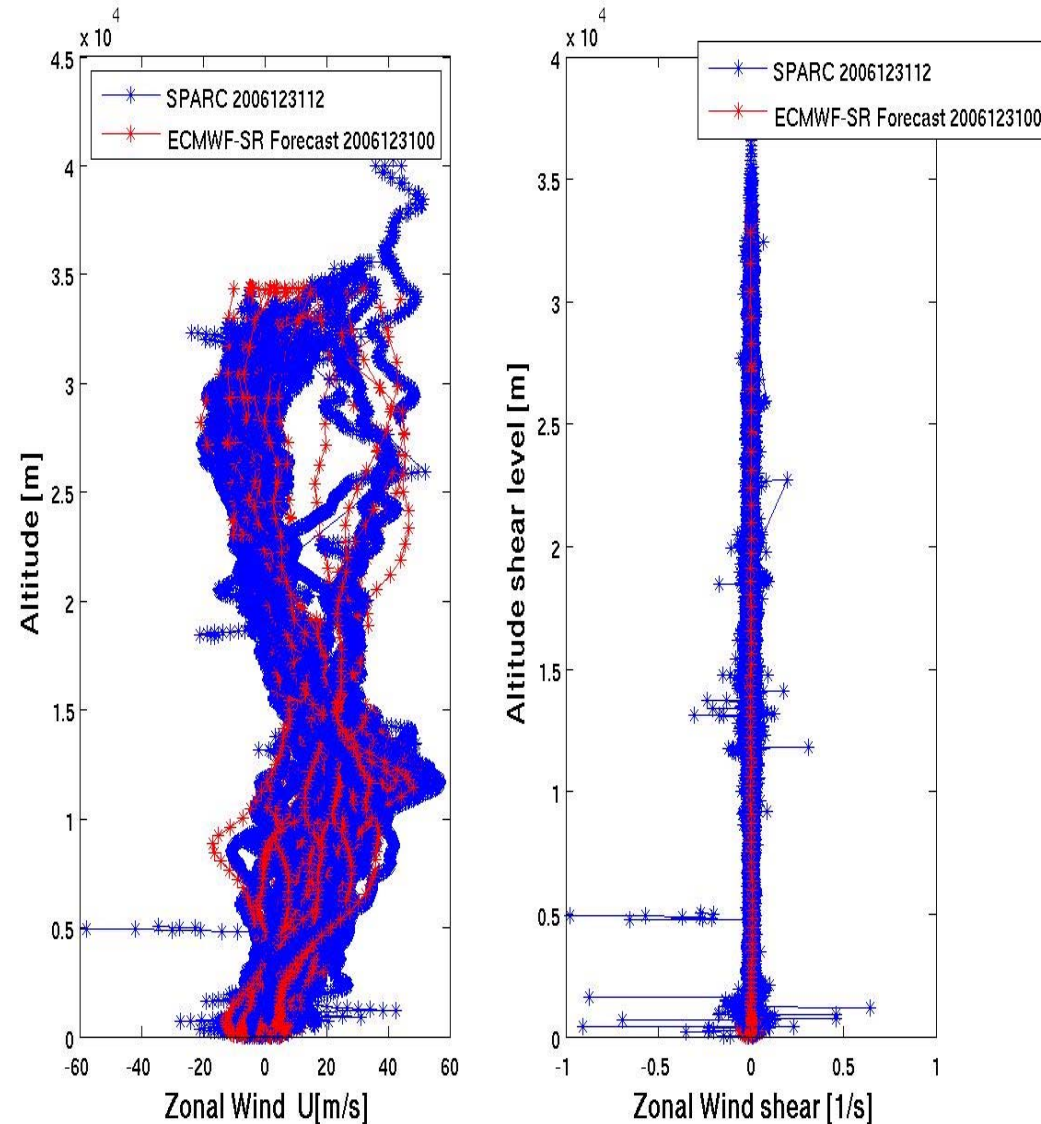 x 10 4
4.5
4
3.5
3
2.5
2
1.5
1
0.5
0
-60 -40 -20 0 20 40 60
Altitude [m]
Zonal Wind U[m/s]
SPARC 2006123112
ECMWF-SR Forecast 2006123100
x 10 4
4
3.5
3
2.5
2
1.5
1
0.5
0
-1 -0.5 0 0.5 1
Altitude shear level [m]
Zonal Wind shear [1/s]
SPARC 2006123112
ECMWF-SR Forecast 2006123100